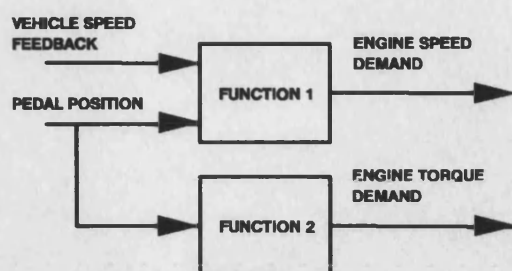 VEHICLE SPEED
FEEDBACK
ENGINE SPEED
DEMAND
FUNCTION 1
PEDAL POSITION
ENGINE TORQUE
DEMAND
FUNCTION 2